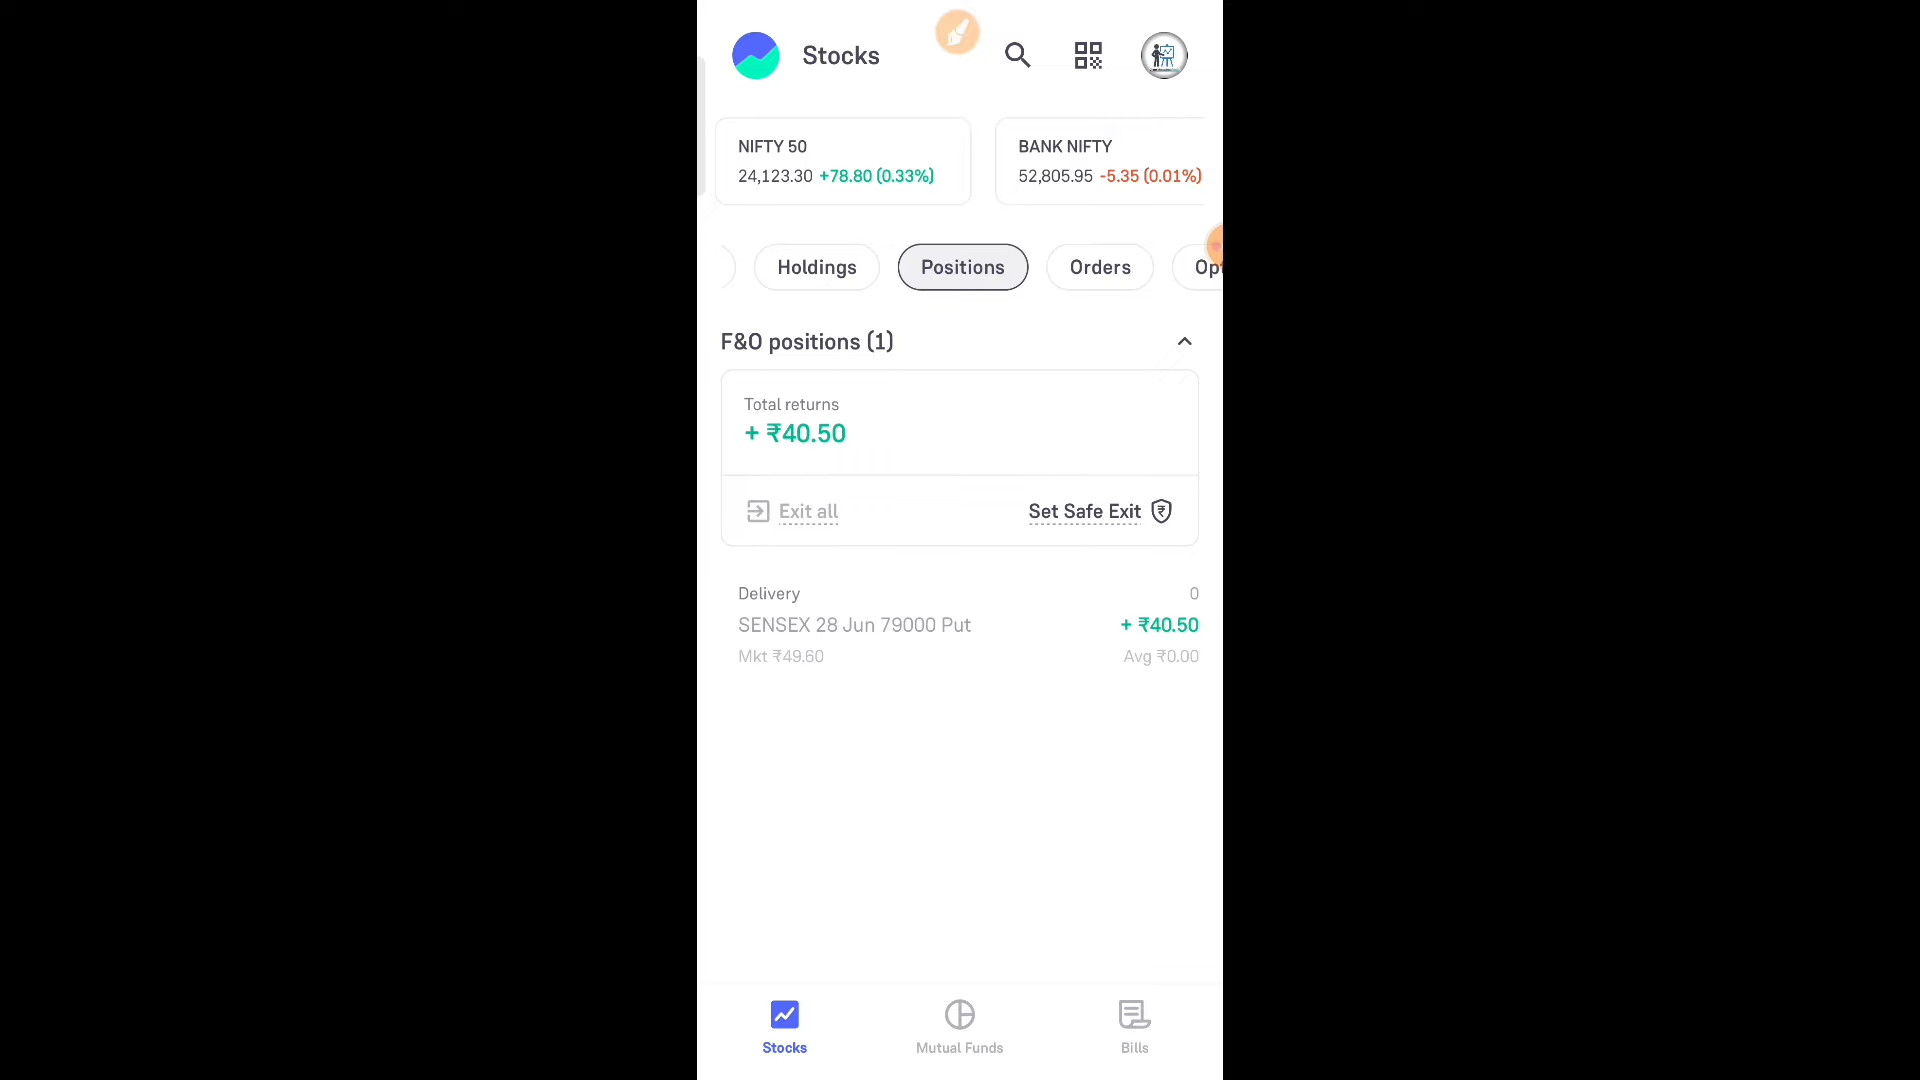 Stocks
NIFTY 50
24,123.30 +78.80 (0.33%)
BANK NIFTY
52,805.95 -5.35 (0.01%)
Holdings
Positions
Orders
Opt
F&O positions (1)
Total returns
+ ₹40.50
Exit all
Set Safe Exit
Delivery 0
SENSEX 28 Jun 79000 Put + ₹40.50
Mkt ₹49.60 Avg ₹0.00
Stocks
Mutual Funds
Bills